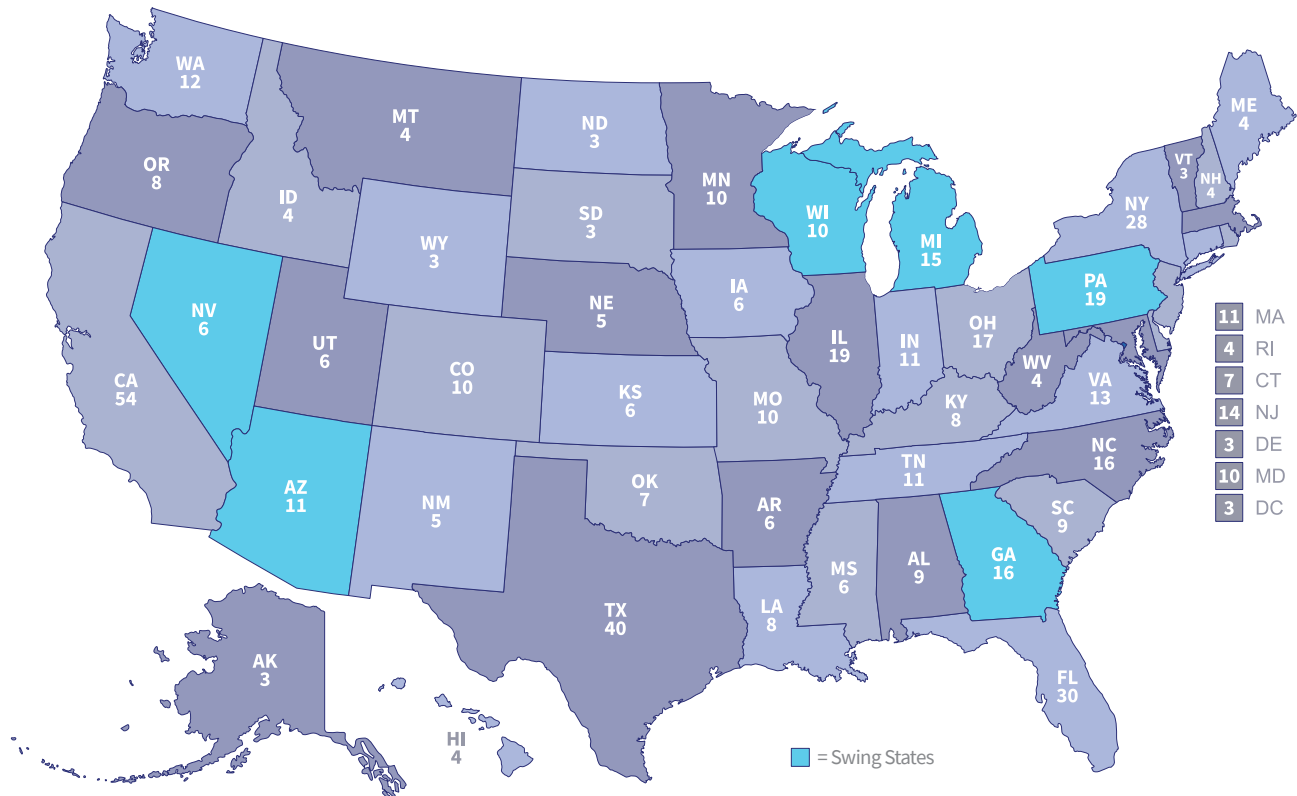 WA
12
OR
8
CA
54
NV
6
ID
4
MT
4
WY
3
UT
6
AZ
11
CO
10
NM
5
ND
3
SD
3
NE
5
KS
6
OK
7
TX
40
MN
10
IA
6
MO
10
AR
6
LA
8
WI
10
IL
19
MI
15
IN
11
OH
17
KY
8
TN
11
MS
6
AL
9
GA
16
FL
30
SC
9
NC
16
VA
13
WV
4
PA
19
NY
28
VT
3
NH
4
ME
4
AK
3
HI
4
11 MA
4 RI
7 CT
14 NJ
3 DE
10 MD
3 DC
= Swing States